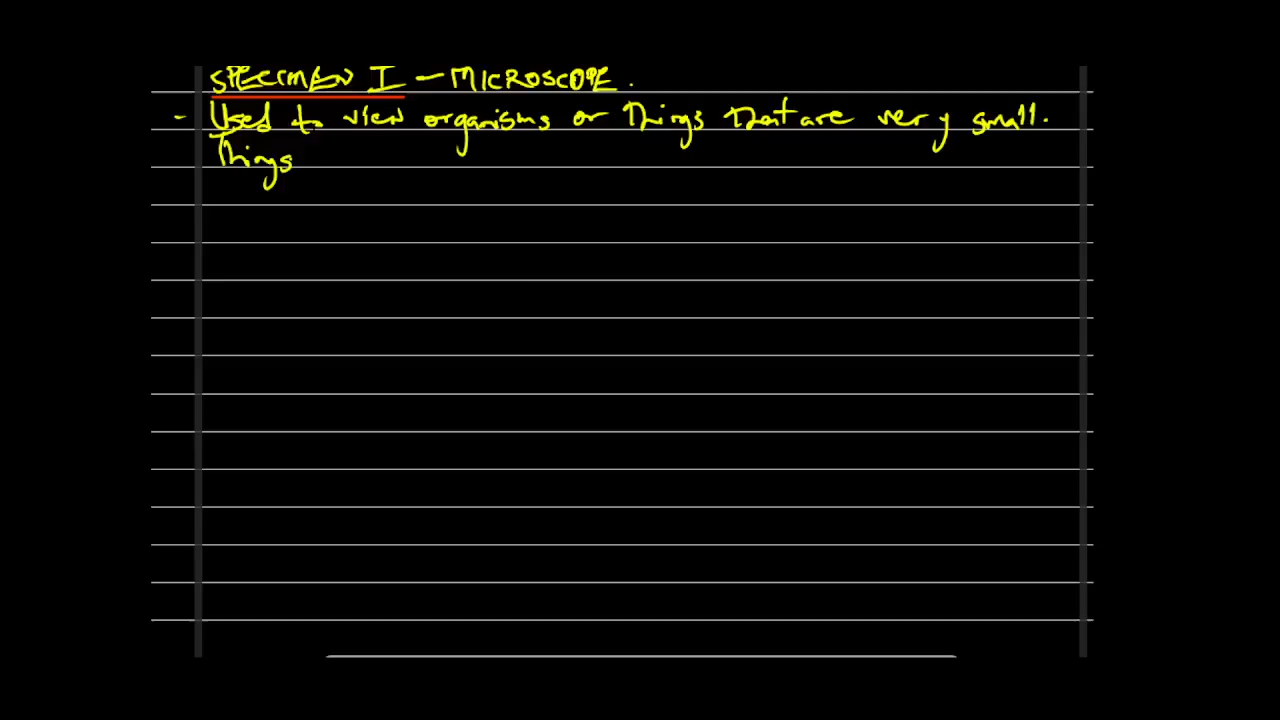 SPECIMEN I - MICROSCOPE.
- Used to view organisms or things that are very small.
Things